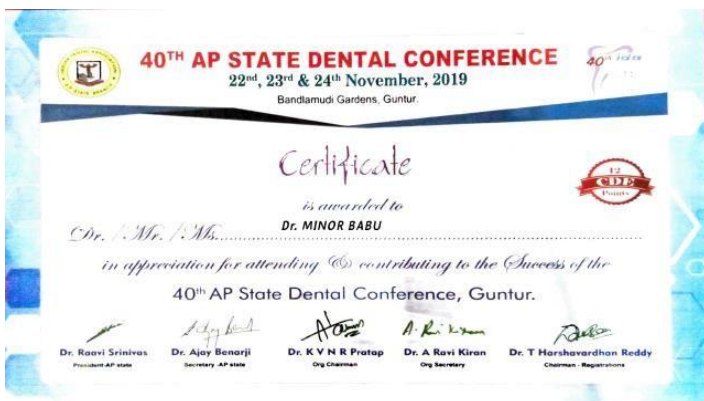 40TH AP STATE DENTAL CONFERENCE
22nd, 23rd & 24th November, 2019
Bandlamudi Gardens, Guntur.
40th ida
Certificate
12
CDE
Points
is awarded to
Dr. /Mr. /Ms. Dr. MINOR BABU
in appreciation for attending & contributing to the Success of the
40th AP State Dental Conference, Guntur.
Dr. Raavi Srinivas Dr. Ajay Benarji Dr. K V N R Pratap Dr. A Ravi Kiran Dr. T Harshavardhan Reddy
President-AP state Secretary -AP state Org Chairman Org Secretary Chairman - Registrations